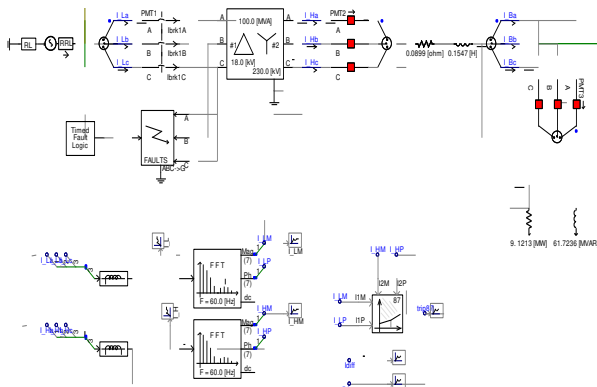 I_La PMT1 Ibrk1A A 100.0 [MVA] A I_Ha PMT2 I_Ba
RL RRL I_Lb B Ibrk1B B #1 #2 B I_Hb B 0.0899 [ohm] 0.1547 [H]
18.0 [kV]
I_Lc C Ibrk1C C 230.0 [kV] C I_Hc C I_Bc
C B A PMT3
Timed
Fault
Logic
A
B
C
FAULTS
ABC->G
9.1213 [MW] 61.7236 [MVAR]
FFT
Mag
(7)
Ph
(7)
dc
F = 60.0 [Hz]
I_LM
I_LM
I_LP
3
FFT
Mag
(7)
Ph
(7)
dc
F = 60.0 [Hz]
I_HM
I_HM
I_HP
3
I_HM I_HP
I2M I2P
I_LM I1M 87
I_LP I1P
Idiff